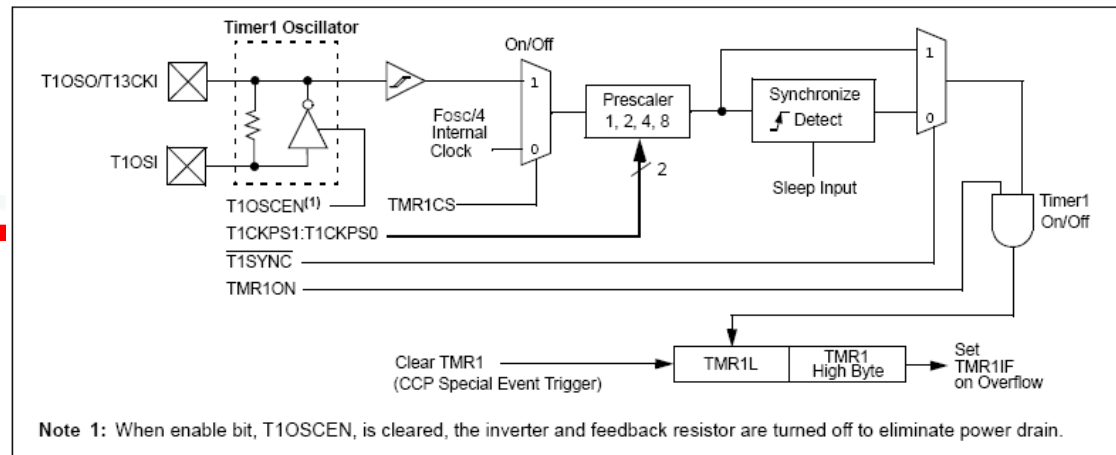 Timer1 Oscillator
On/Off
T1OSO/T13CKI
1
1
Prescaler
1, 2, 4, 8
Synchronize
Detect
FOSC/4
Internal
Clock
0
0
T1OSI
2
Sleep Input
T1OSCEN(1)
TMR1CS
Timer1
On/Off
T1CKPS1:T1CKPS0
T1SYNC
TMR1ON
Clear TMR1
(CCP Special Event Trigger)
TMR1L
TMR1
High Byte
Set
TMR1IF
on Overflow
Note 1: When enable bit, T1OSCEN, is cleared, the inverter and feedback resistor are turned off to eliminate power drain.